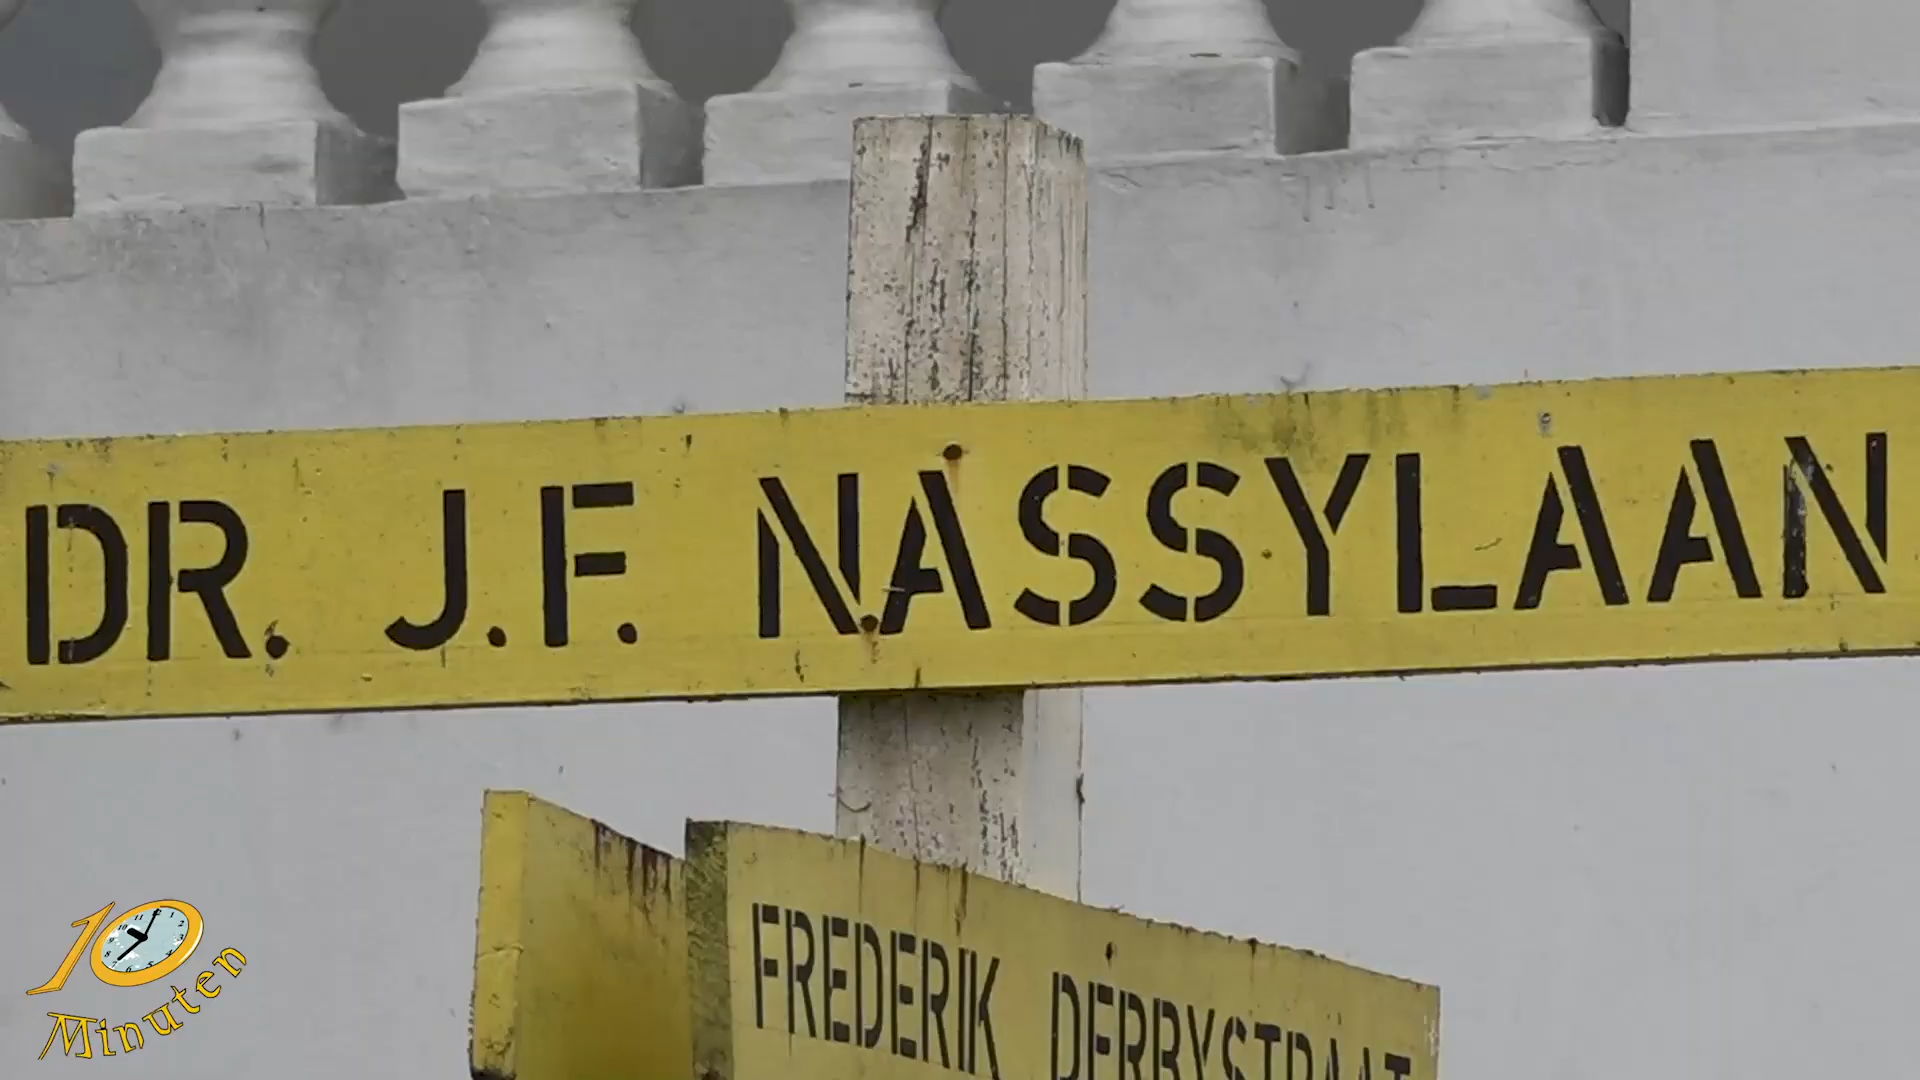 DR. J.F. NASSYLAAN
FREDERIK DERBYSTRAAT
10
Minuten